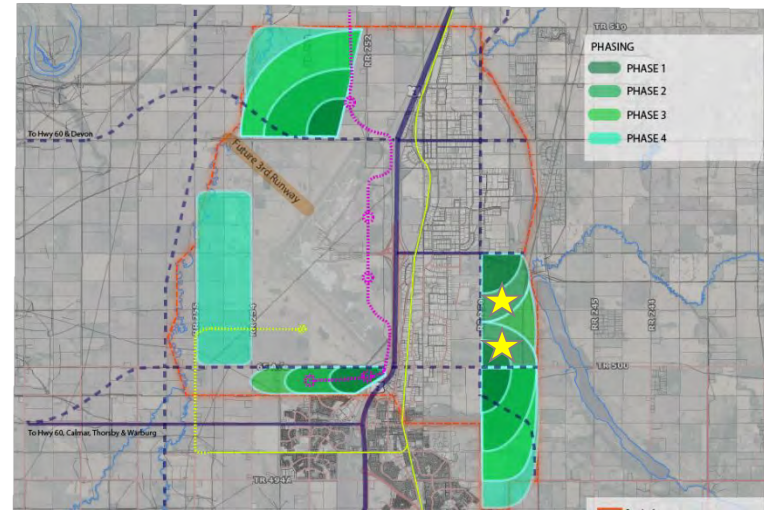 TR 510
PHASING
PHASE 1
PHASE 2
PHASE 3
PHASE 4
RR 252
To Hwy 60 & Devon
Future 3rd Runway
RR 243
RR 241
TR 500
To Hwy 60, Calmar, Thorsby & Warburg
TR 494A